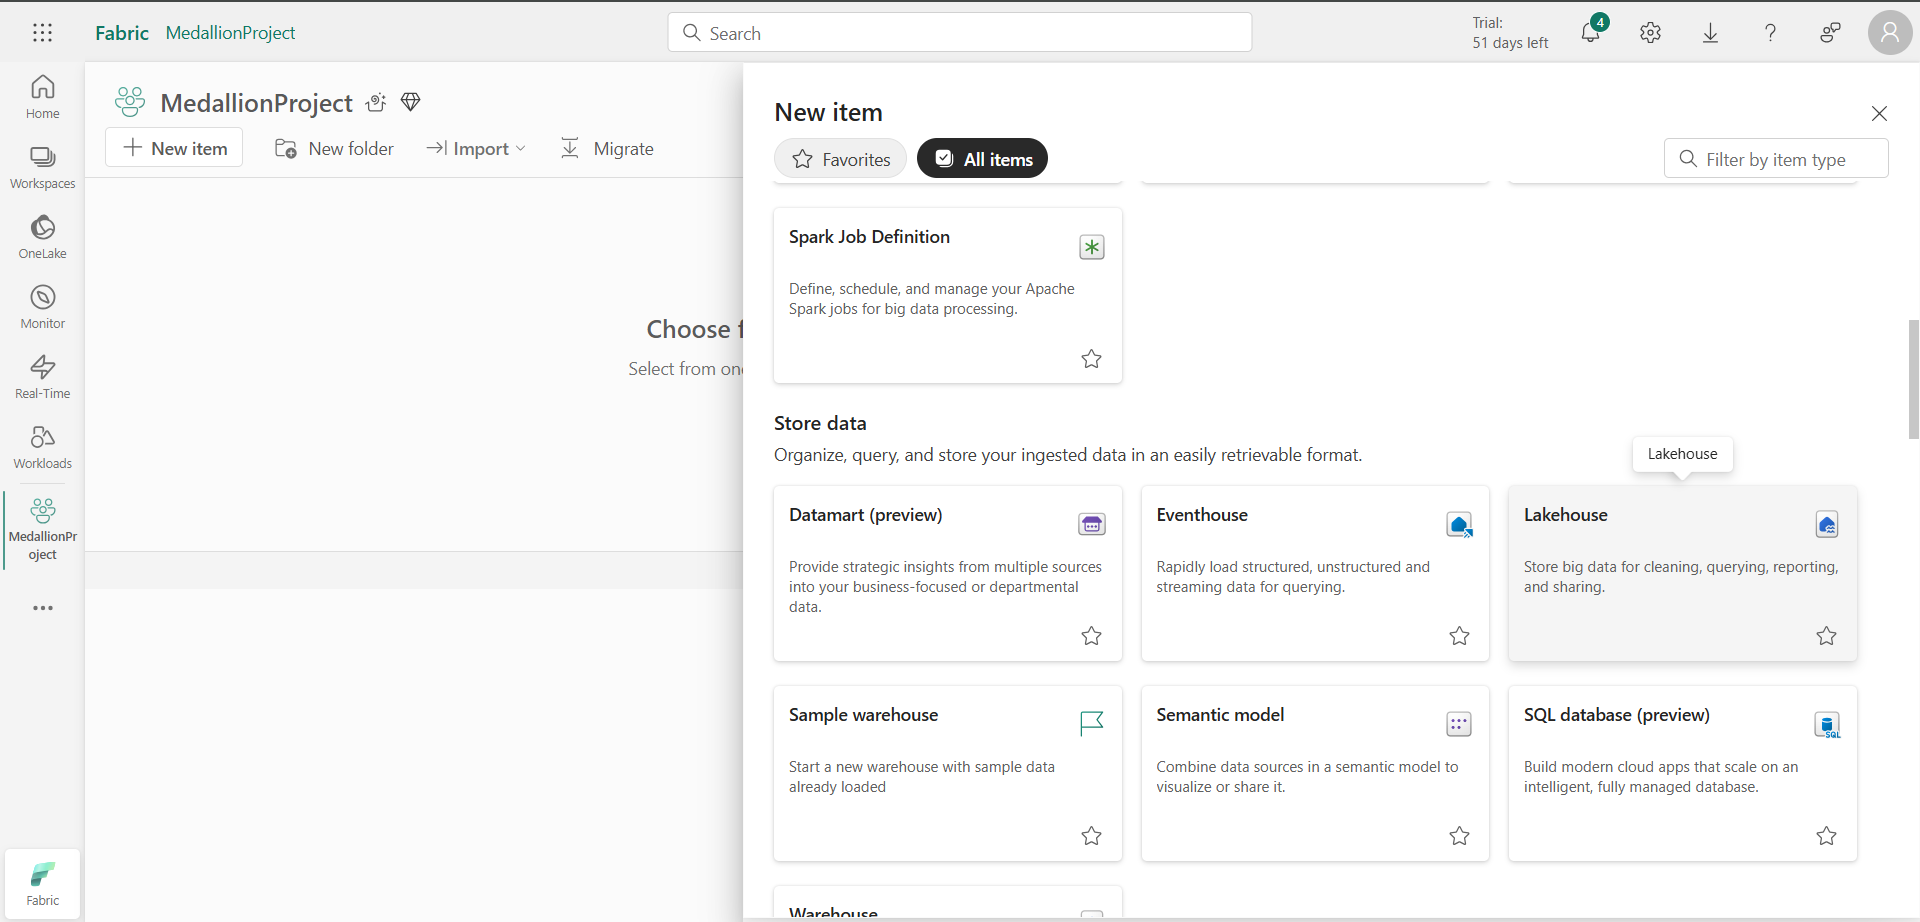 Fabric MedallionProject
Search
Trial:
51 days left
4
Home
Workspaces
OneLake
Monitor
Real-Time
Workloads
MedallionPr
oject
Fabric
MedallionProject
New item
New folder
Import
Migrate
Choose f
Select from one
New item
Favorites
All items
Filter by item type
Spark Job Definition
Define, schedule, and manage your Apache
Spark jobs for big data processing.
Store data
Organize, query, and store your ingested data in an easily retrievable format.
Lakehouse
Datamart (preview)
Provide strategic insights from multiple sources
into your business-focused or departmental
data.
Eventhouse
Rapidly load structured, unstructured and
streaming data for querying.
Lakehouse
Store big data for cleaning, querying, reporting,
and sharing.
Sample warehouse
Start a new warehouse with sample data
already loaded
Semantic model
Combine data sources in a semantic model to
visualize or share it.
SQL database (preview)
SQL
Build modern cloud apps that scale on an
intelligent, fully managed database.
Warehouse